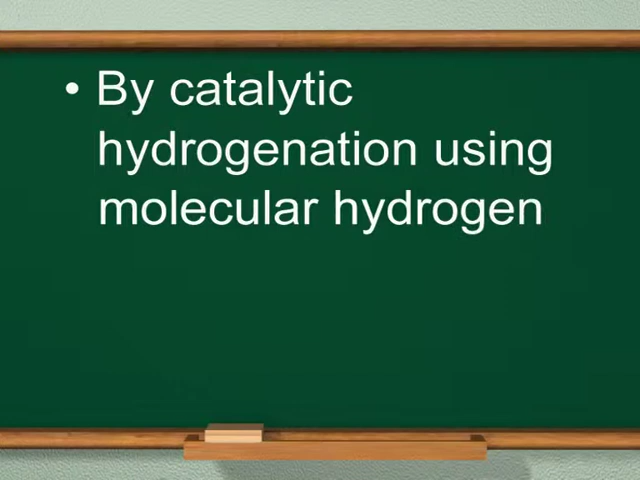 • By catalytic
hydrogenation using
molecular hydrogen